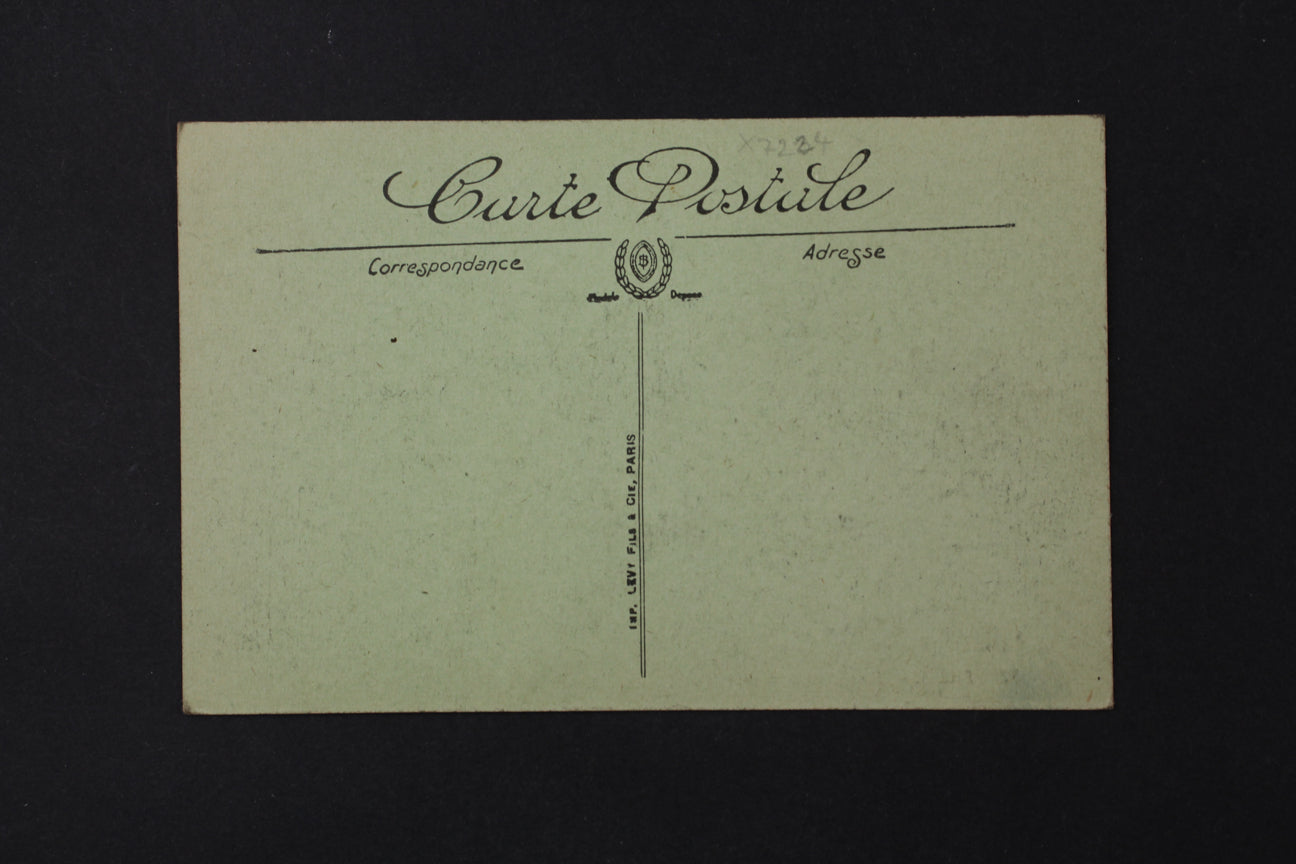 X7224
Carte Postale
Correspondance
Adresse
Modèle Déposé
IMP. LÉVY FILS & CIE, PARIS